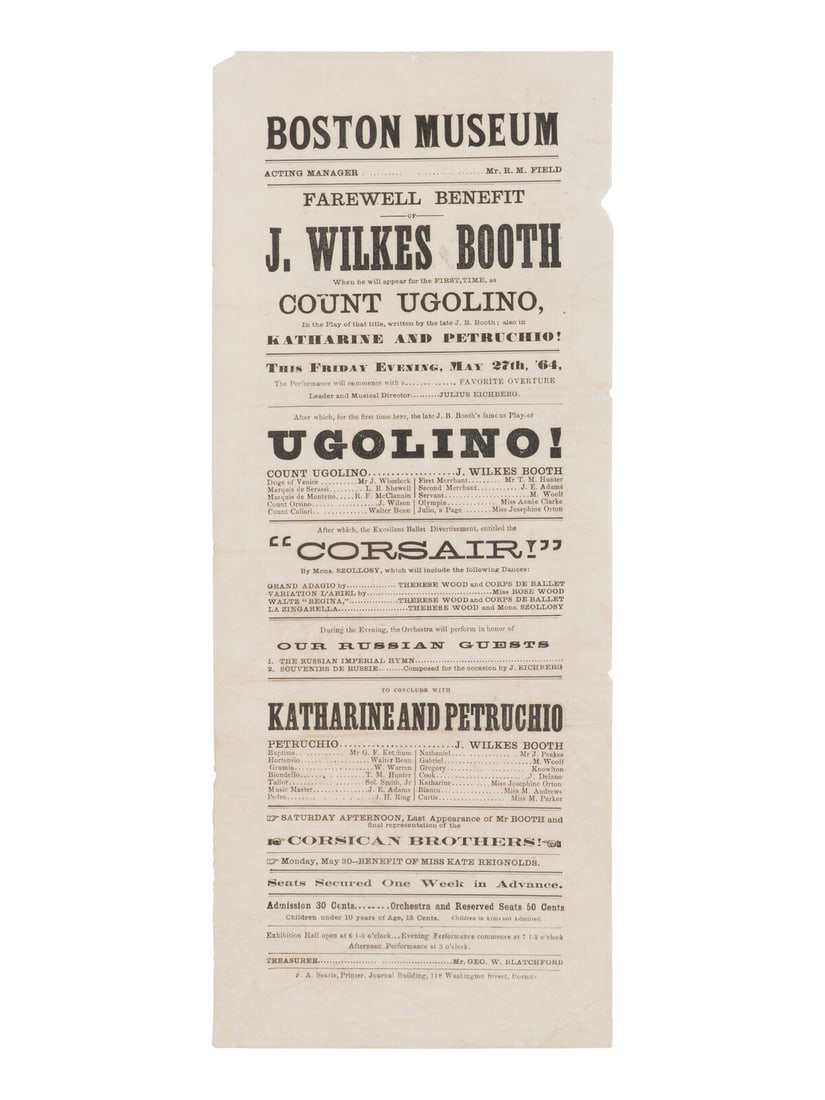 BOSTON MUSEUM
ACTING MANAGER .......... ................ Mr. R. M. FIELD
FAREWELL BENEFIT
OF
J. WILKES BOOTH
When he will appear for the FIRST, TIME, as
COUNT UGOLINO,
In the Play of that title, written by the late J. B. Booth; also in
KATHARINE AND PETRUCHIO!
THIS FRIDAY EVENING, MAY 27th, '64,
The Performance will commence with a............, FAVORITE OVERTURE
Leader and Musical Director..........JULIUS EICHBERG.
After which, for the first time here, the late J. B. Booth's famous Play of
UGOLINO!
COUNT UGOLINO....................J. WILKES BOOTH
Doge of Venice ..........Mr J. Wheelock
Marquis de Serassi..........L. R. Shewell
Marquis de Monteno.....R. F. McClannin
Count Orsino..............J. Wilson
Count Callari...............Walter Benn
First Merchant.........Mr T. M. Hunter
Second Merchant..........J. E. Adams
Servant....................M. Woolf
Olympia...............Miss Annie Clarke
Julio, a Page ......Miss Josephine Orton
After which, the Excellent Ballet Divertisement, entitled the
"CORSAIR!"
By Mons. SZOLLOSY, which will include the following Dances:
GRAND ADAGIO by.............THERESE WOOD and CORPS DE BALLET
VARIATION L'ARIEL by................................Miss ROSE WOOD
WALTZ "REGINA,".............THERESE WOOD and CORPS DE BALLET
LA ZINGARELLA..................THERESE WOOD and Mons. SZOLLOSY
During the Evening, the Orchestra will perform in honor of
OUR RUSSIAN GUESTS
1. THE RUSSIAN IMPERIAL HYMN....................................
2. SOUVENIRS DE RUSSIE........Composed for the occasion by J. EICHBERG
TO CONCLUDE WITH
KATHARINE AND PETRUCHIO
PETRUCHIO...........................J. WILKES BOOTH
Baptista............Mr G. F. Ketchum
Hortensio.................Walter Benn
Grumio....................W. Warren
Biondello..............T. M. Hunter
Tailor................Sol. Smith, Jr
Music Master............J. E. Adams
Pedro....................J. H. Ring
Nathaniel...............Mr J. Peakes
Gabriel....................M. Woolf
Gregory...................Knowlton
Cook.....................J. Delano
Katharine.........Miss Josephine Orton
Bianca..............Miss M. Andrews
Curtis................Miss M. Parker
☞ SATURDAY AFTERNOON, Last Appearance of Mr BOOTH and
final representation of the
☞CORSICAN BROTHERS!☜
☞ Monday, May 30--BENEFIT OF MISS KATE REIGNOLDS.
Seats Secured One Week in Advance.
Admission 30 Cents........Orchestra and Reserved Seats 50 Cents
Children under 10 years of Age, 15 Cents. Children in Arms not Admitted
Exhibition Hall open at 6 1-2 o'clock...Evening Performance commence at 7 1-2 o'clock
Afternoon Performance at 3 o'clock.
TREASURER................................Mr. GEO. W. BLATCHFORD
F. A. Searle, Printer, Journal Building, 118 Washington Street, Boston.